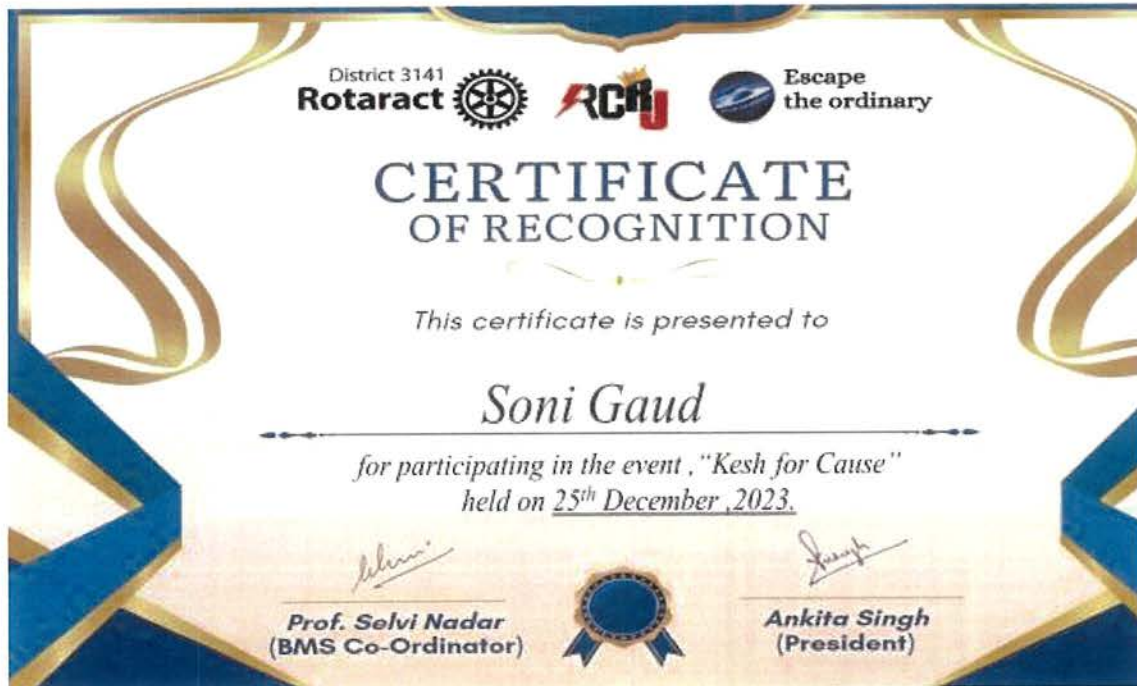 District 3141
Rotaract
RCRJ
Escape
the ordinary
CERTIFICATE
OF RECOGNITION
This certificate is presented to
Soni Gaud
for participating in the event , “Kesh for Cause”
held on 25th December ,2023.
Prof. Selvi Nadar
(BMS Co-Ordinator)
Ankita Singh
(President)